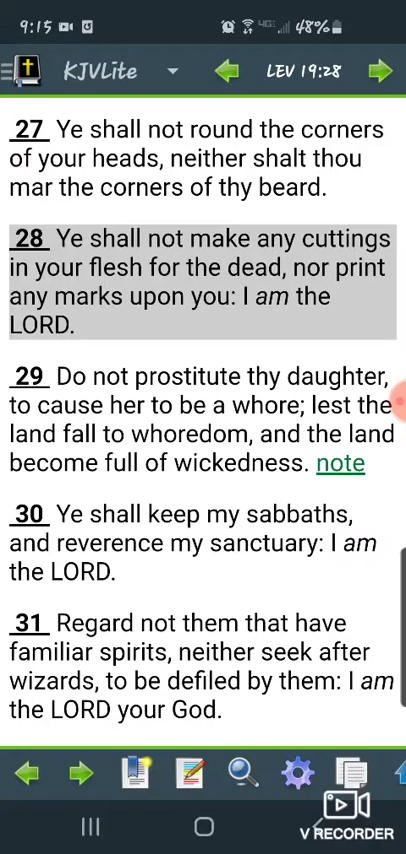 9:15 48%
KJVLite LEV 19:28
27 Ye shall not round the corners
of your heads, neither shalt thou
mar the corners of thy beard.
28 Ye shall not make any cuttings
in your flesh for the dead, nor print
any marks upon you: I am the
LORD.
29 Do not prostitute thy daughter,
to cause her to be a whore; lest the
land fall to whoredom, and the land
become full of wickedness. note
30 Ye shall keep my sabbaths,
and reverence my sanctuary: I am
the LORD.
31 Regard not them that have
familiar spirits, neither seek after
wizards, to be defiled by them: I am
the LORD your God.
V RECORDER